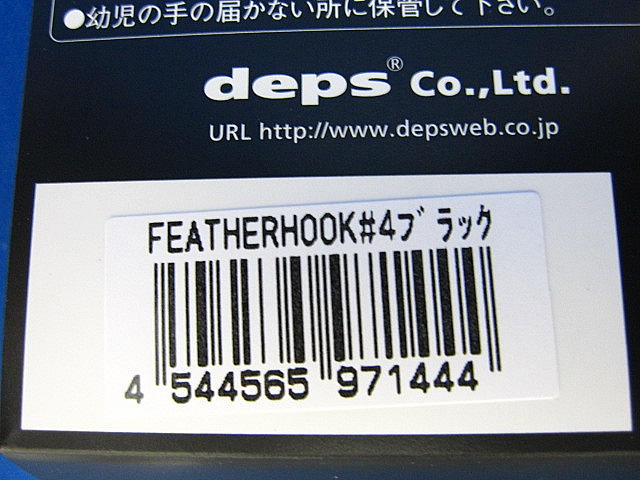 ●幼児の手の届かない所に保管して下さい。
deps® Co.,Ltd.
URL http://www.depsweb.co.jp
FEATHERHOOK#4ﾌﾞﾗｯｸ
4 544565 971444